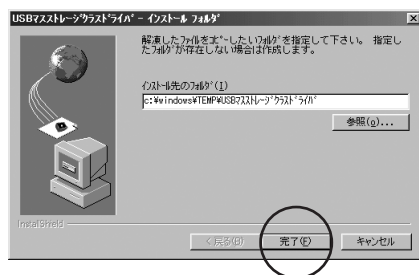 USBマスストレージクラスドライバ - インストール フォルダ
解凍したファイルをコピーしたいフォルダを指定して下さい。 指定し
たフォルダが存在しない場合は作成します。
インストール先のフォルダ(I)
c:¥windows¥TEMP¥USBマスストレージクラスドライバ
参照(o)...
InstallShield
< 戻る(B)
完了(F)
キャンセル